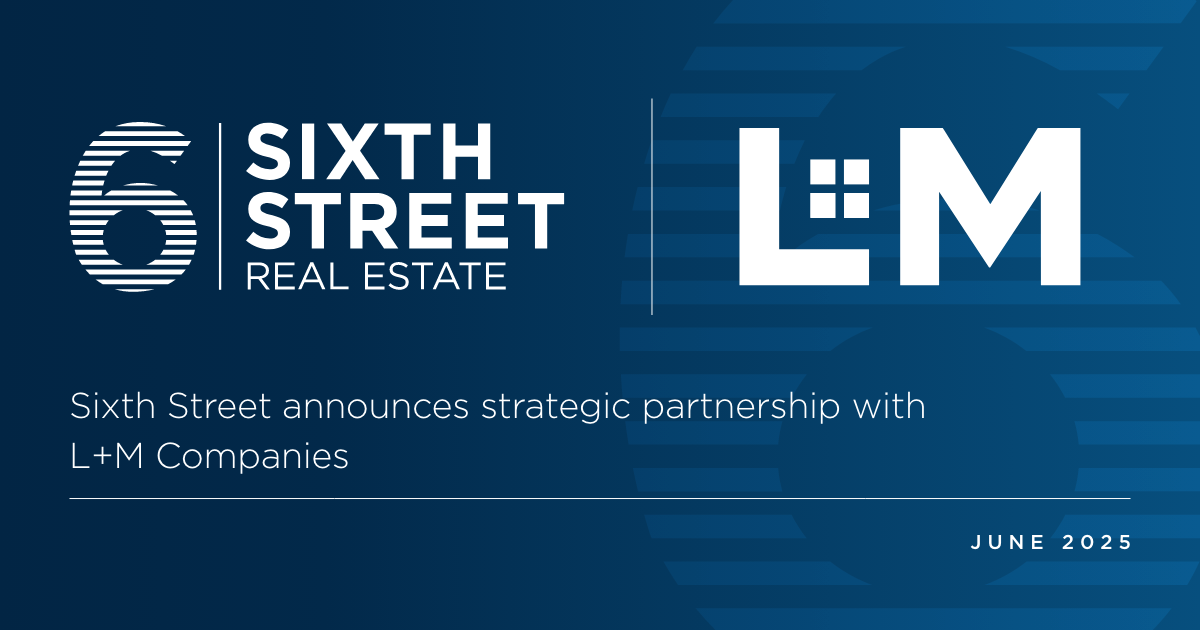 6
SIXTH
STREET
REAL ESTATE
L+M
Sixth Street announces strategic partnership with
L+M Companies
JUNE 2025